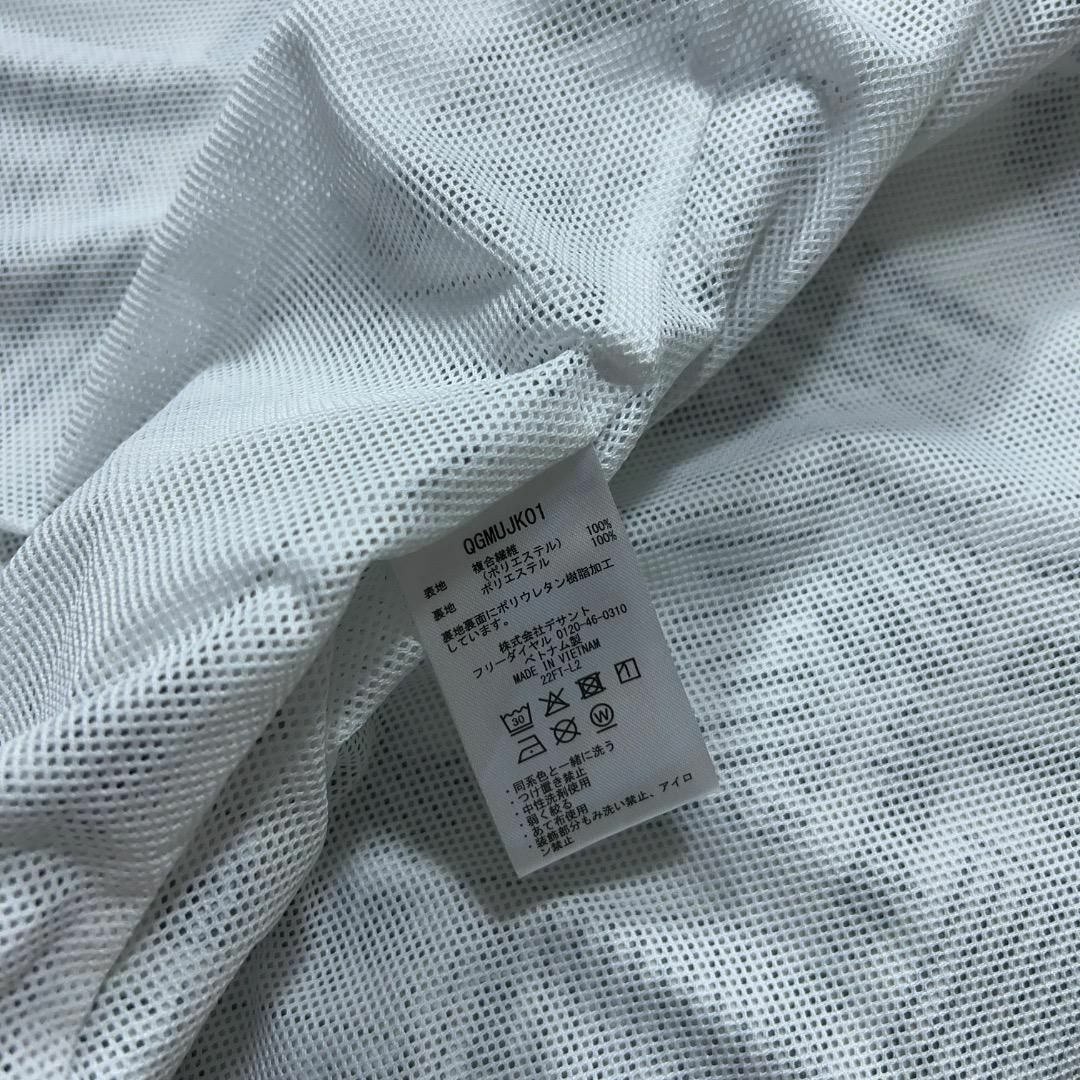 QGMUJK01
表地 複合繊維 100%
(ポリエステル)
裏地 ポリエステル 100%
裏地裏面にポリウレタン樹脂加工
しています。
株式会社デサント
フリーダイヤル 0120-46-0310
ベトナム製
MADE IN VIETNAM
22FT-L2
30
W
・同系色と一緒に洗う
・つけ置き禁止
・中性洗剤使用
・弱く絞る
・あて布使用
・装飾部分もみ洗い禁止、アイロ
ン禁止